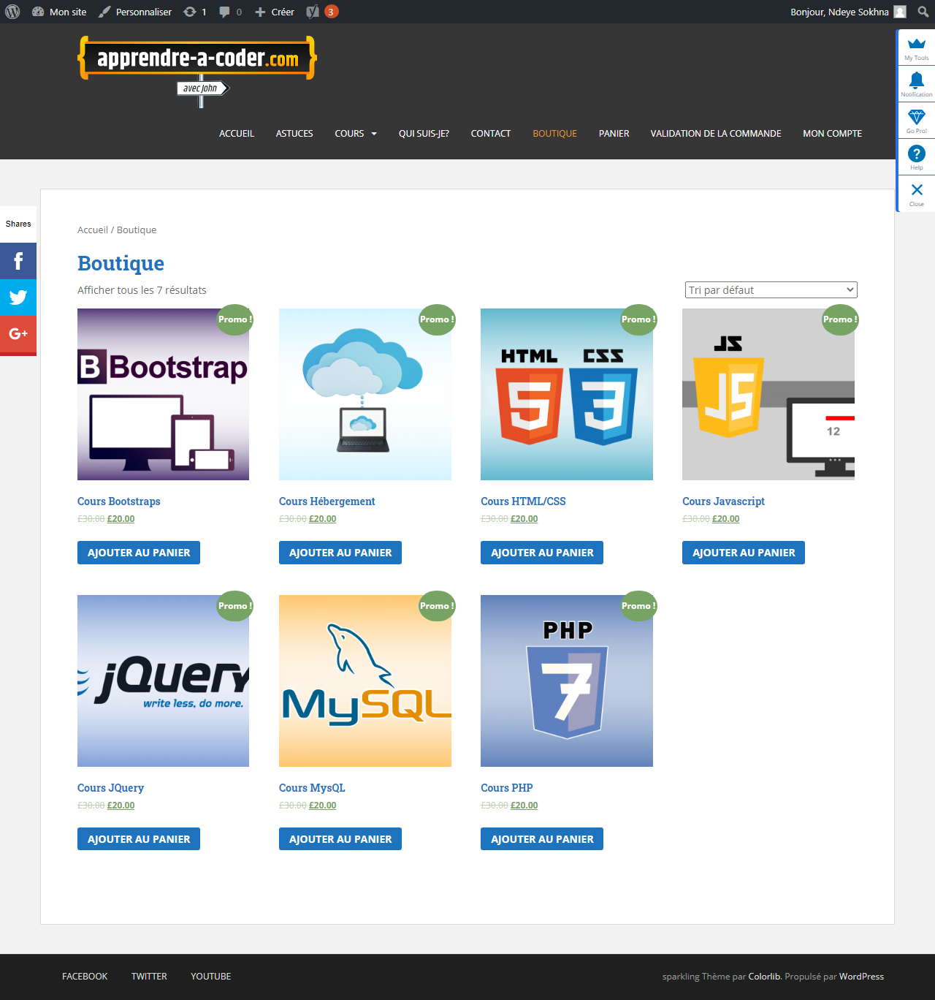 Mon site Personnaliser 1 0 Créer 3 Bonjour, Ndeye Sokhna
apprendre-a-coder.com
avec John
My Tools
Notification
Go Pro!
Help
Close
ACCUEIL ASTUCES COURS QUI SUIS-JE? CONTACT BOUTIQUE PANIER VALIDATION DE LA COMMANDE MON COMPTE
Shares
Accueil / Boutique
Boutique
Afficher tous les 7 résultats Tri par défaut
Promo ! Promo ! Promo ! Promo !
B Bootstrap
HTML CSS
5 3
JS
JS
12
Cours Bootstraps Cours Hébergement Cours HTML/CSS Cours Javascript
£30.00 £20.00 £30.00 £20.00 £30.00 £20.00 £30.00 £20.00
AJOUTER AU PANIER AJOUTER AU PANIER AJOUTER AU PANIER AJOUTER AU PANIER
Promo ! Promo ! Promo !
jQuery
write less, do more.
MySQL
PHP
7
Cours JQuery Cours MysQL Cours PHP
£30.00 £20.00 £30.00 £20.00 £30.00 £20.00
AJOUTER AU PANIER AJOUTER AU PANIER AJOUTER AU PANIER
FACEBOOK TWITTER YOUTUBE sparkling Thème par Colorlib. Propulsé par WordPress